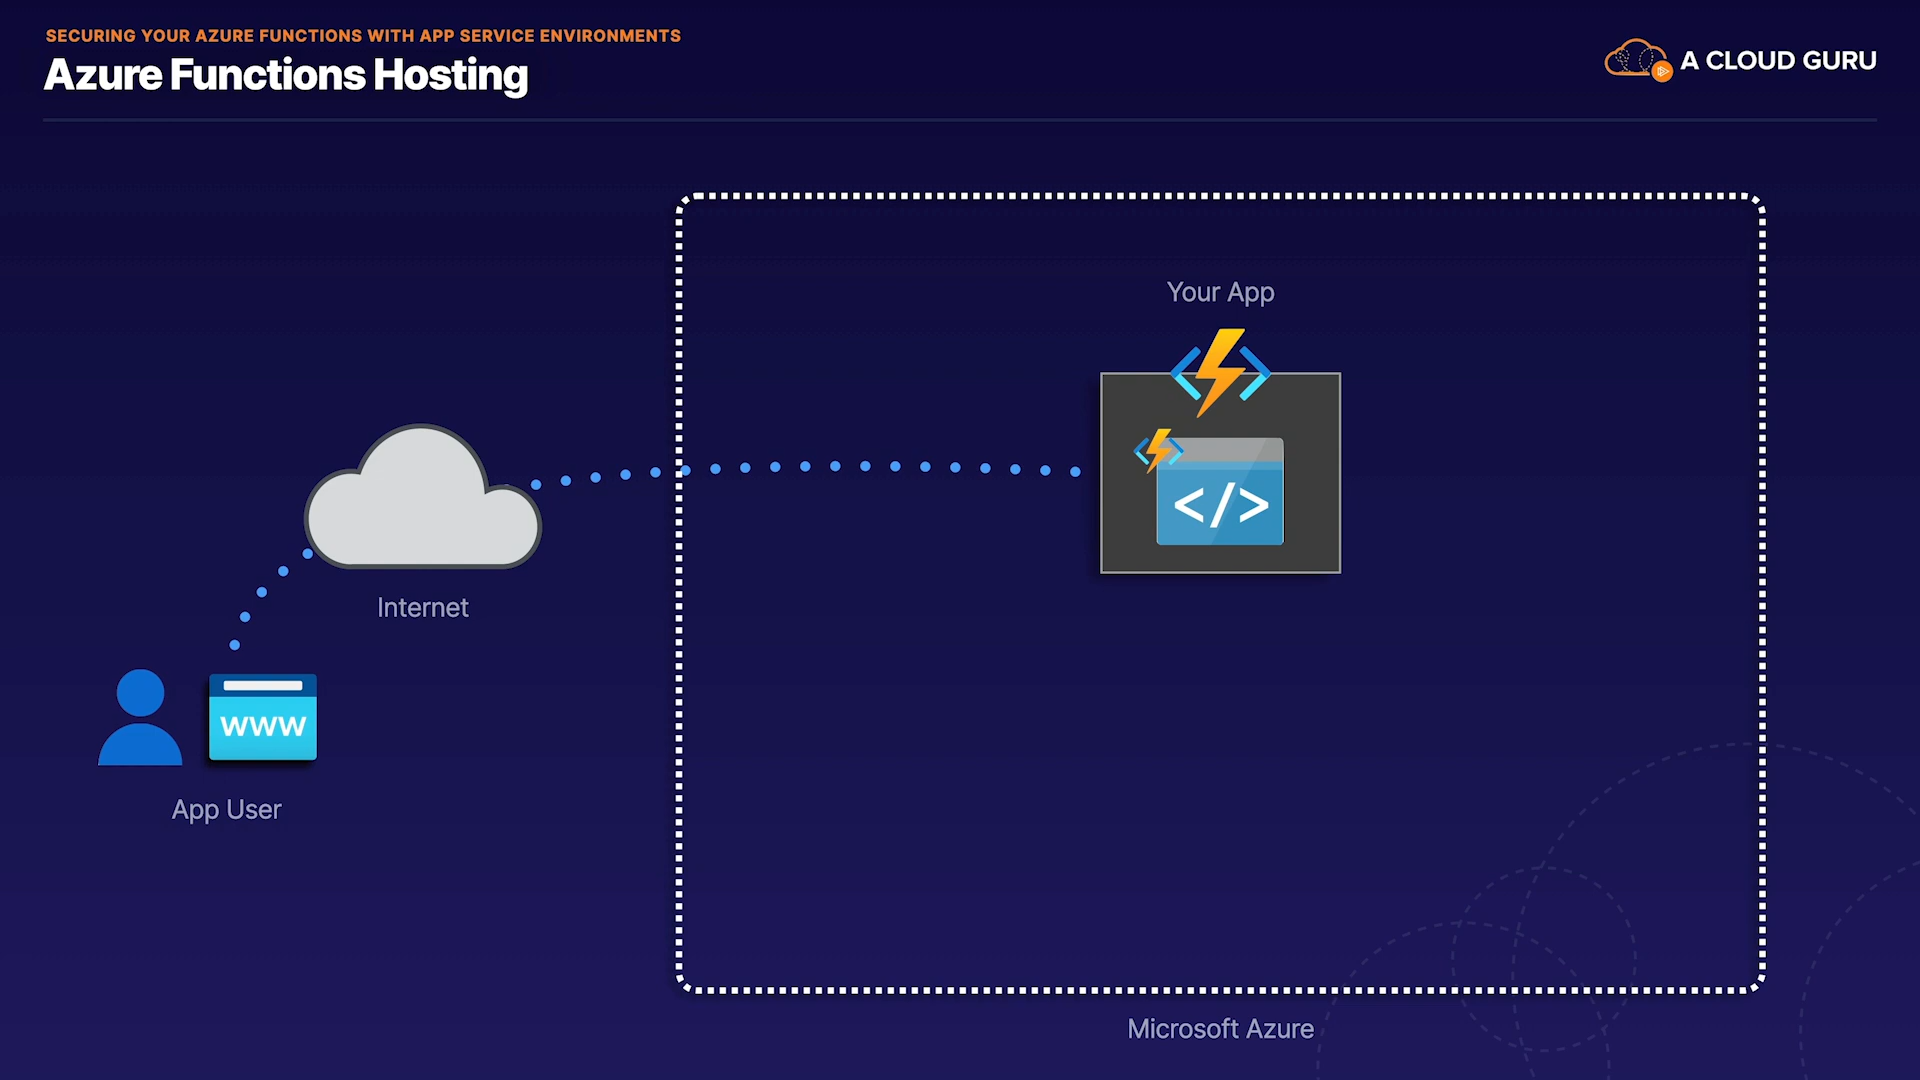 SECURING YOUR AZURE FUNCTIONS WITH APP SERVICE ENVIRONMENTS
Azure Functions Hosting
A CLOUD GURU
Your App
</>
Internet
www
App User
Microsoft Azure